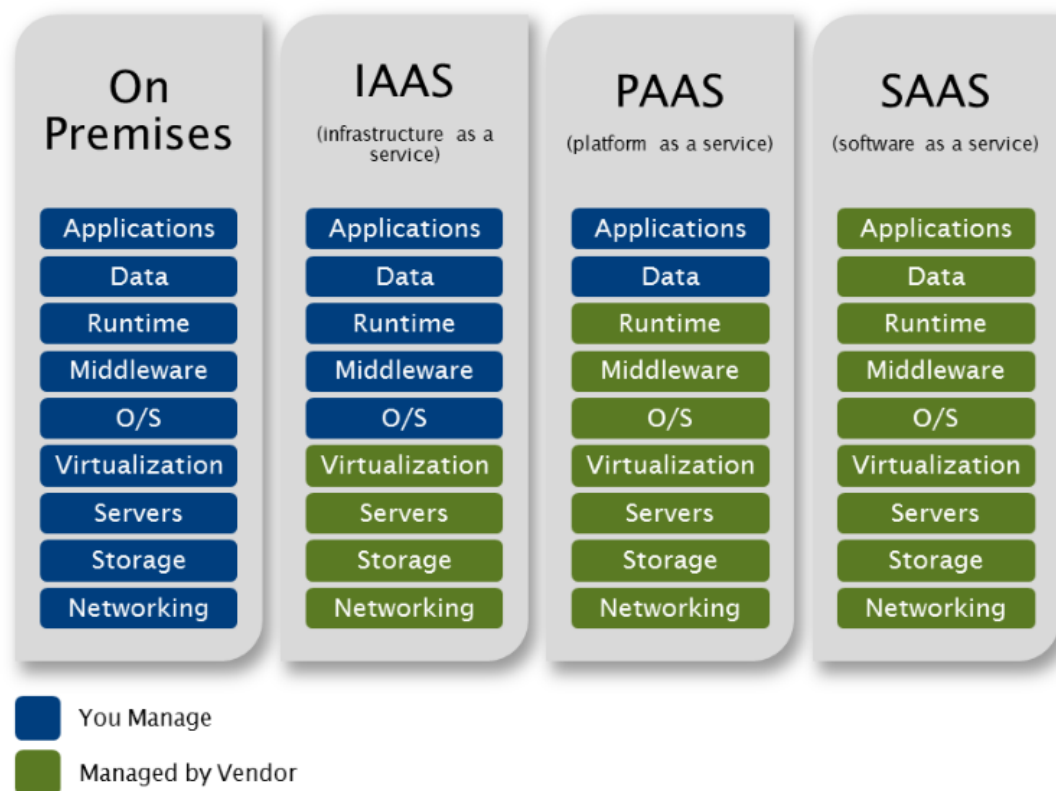 On
Premises
Applications
Data
Runtime
Middleware
O/S
Virtualization
Servers
Storage
Networking
IAAS
(infrastructure as a
service)
Applications
Data
Runtime
Middleware
O/S
Virtualization
Servers
Storage
Networking
PAAS
(platform as a service)
Applications
Data
Runtime
Middleware
O/S
Virtualization
Servers
Storage
Networking
SAAS
(software as a service)
Applications
Data
Runtime
Middleware
O/S
Virtualization
Servers
Storage
Networking
You Manage
Managed by Vendor